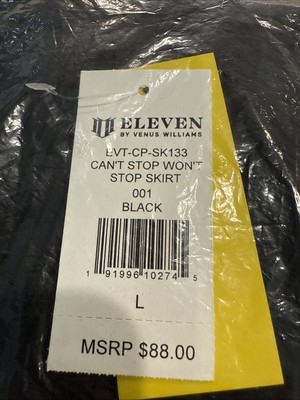 ELEVEN
BY VENUS WILLIAMS
EVT-CP-SK133
CAN'T STOP WON'T
STOP SKIRT
001
BLACK
1 91996 10274 5
L
MSRP $88.00